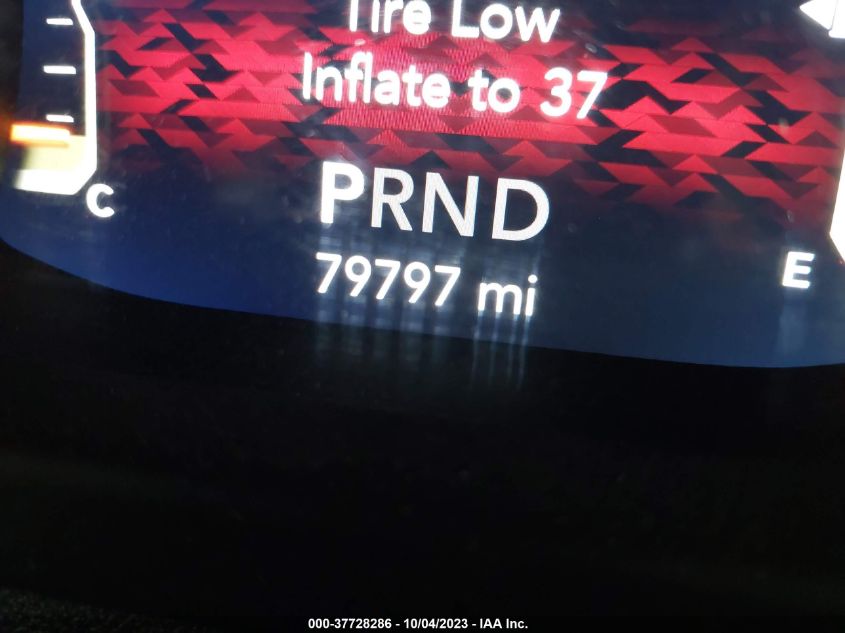 Tire Low
Inflate to 37
PRND
79797 mi
C
E
000-37728286 - 10/04/2023 - IAA Inc.